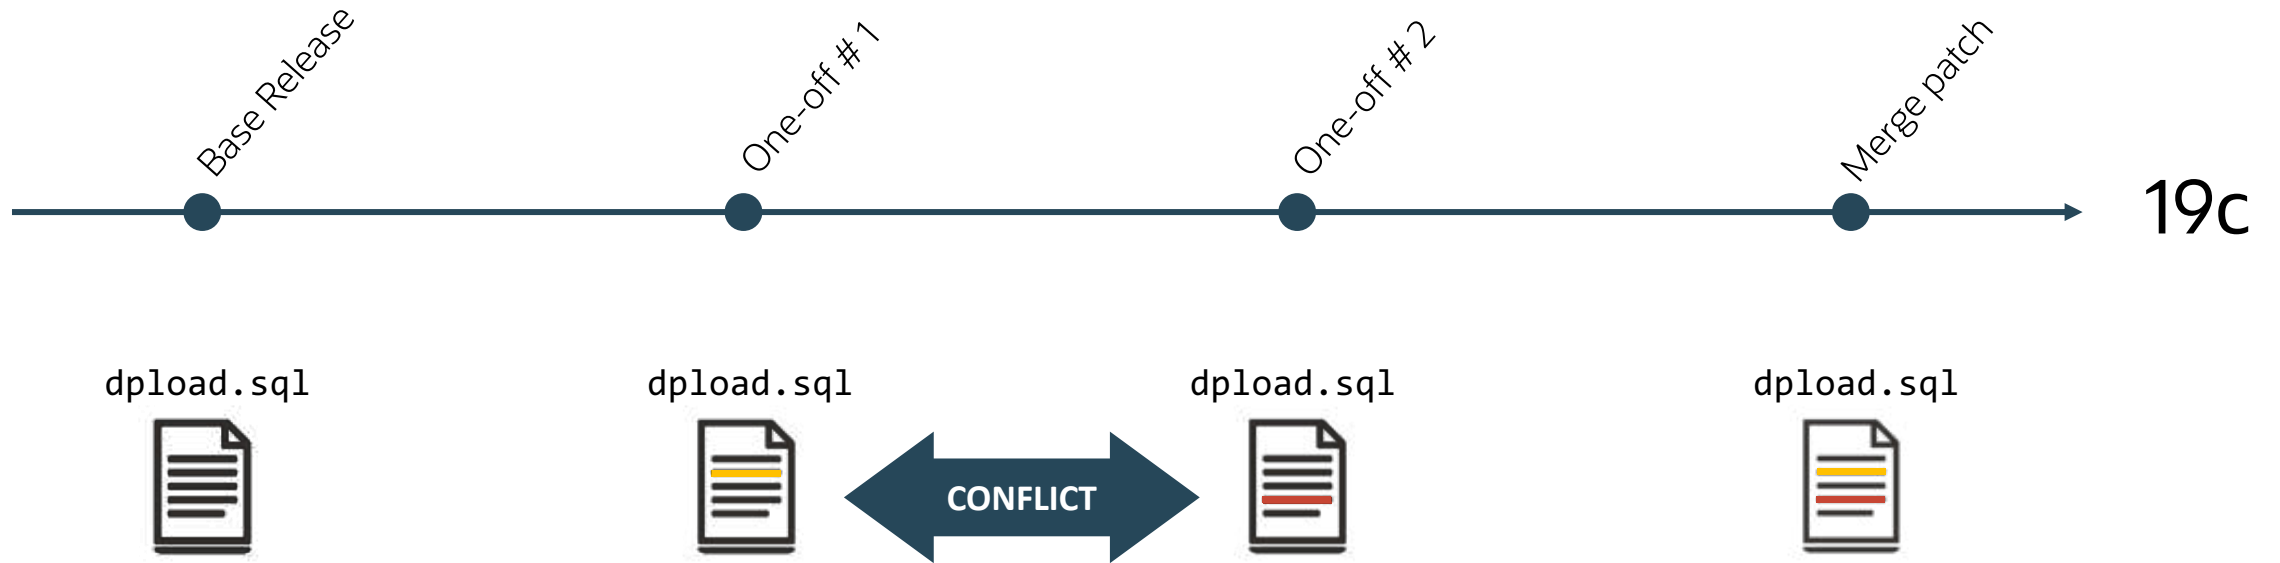 Base Release
One-off # 1
One-off # 2
Merge patch
19c
dpload.sql
dpload.sql
dpload.sql
dpload.sql
CONFLICT